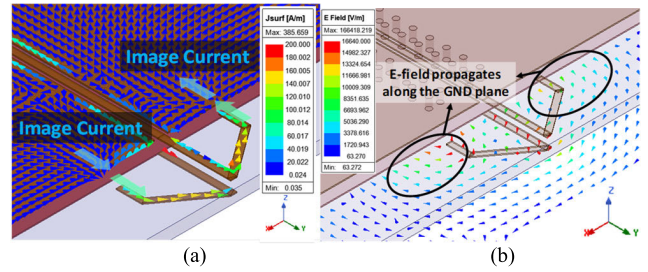 Image Current
Image Current
Jsurf [A/m]
Max: 385.659
200.000
180.002
160.005
140.007
120.010
100.012
80.014
60.017
40.019
20.022
0.024
Min: 0.035
Z
X
Y
(a)
E Field [V/m]
Max: 166418.219
16640.000
14982.327
13324.654
11666.981
10009.309
8351.635
6693.962
5036.290
3378.616
1720.943
63.270
Min: 63.272
E-field propagates
along the GND plane
Z
X
Y
(b)